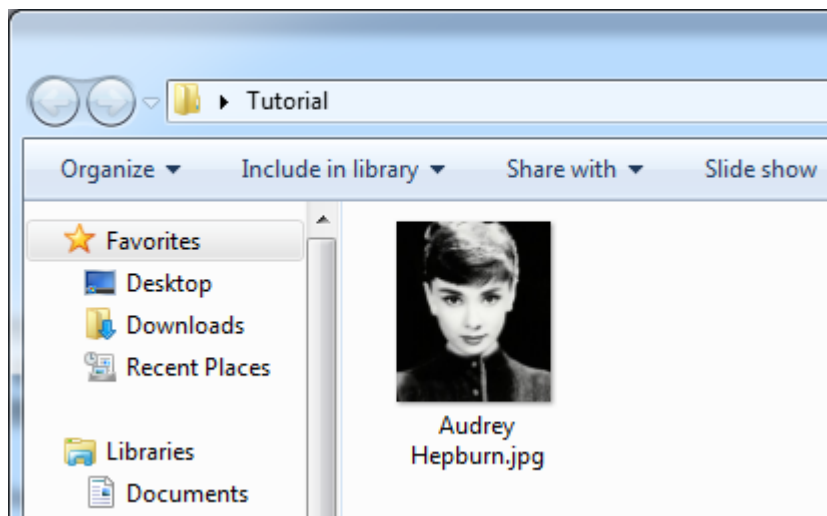 Tutorial
Organize Include in library Share with Slide show
Favorites
Desktop
Downloads
Recent Places
Libraries
Documents
Audrey
Hepburn.jpg